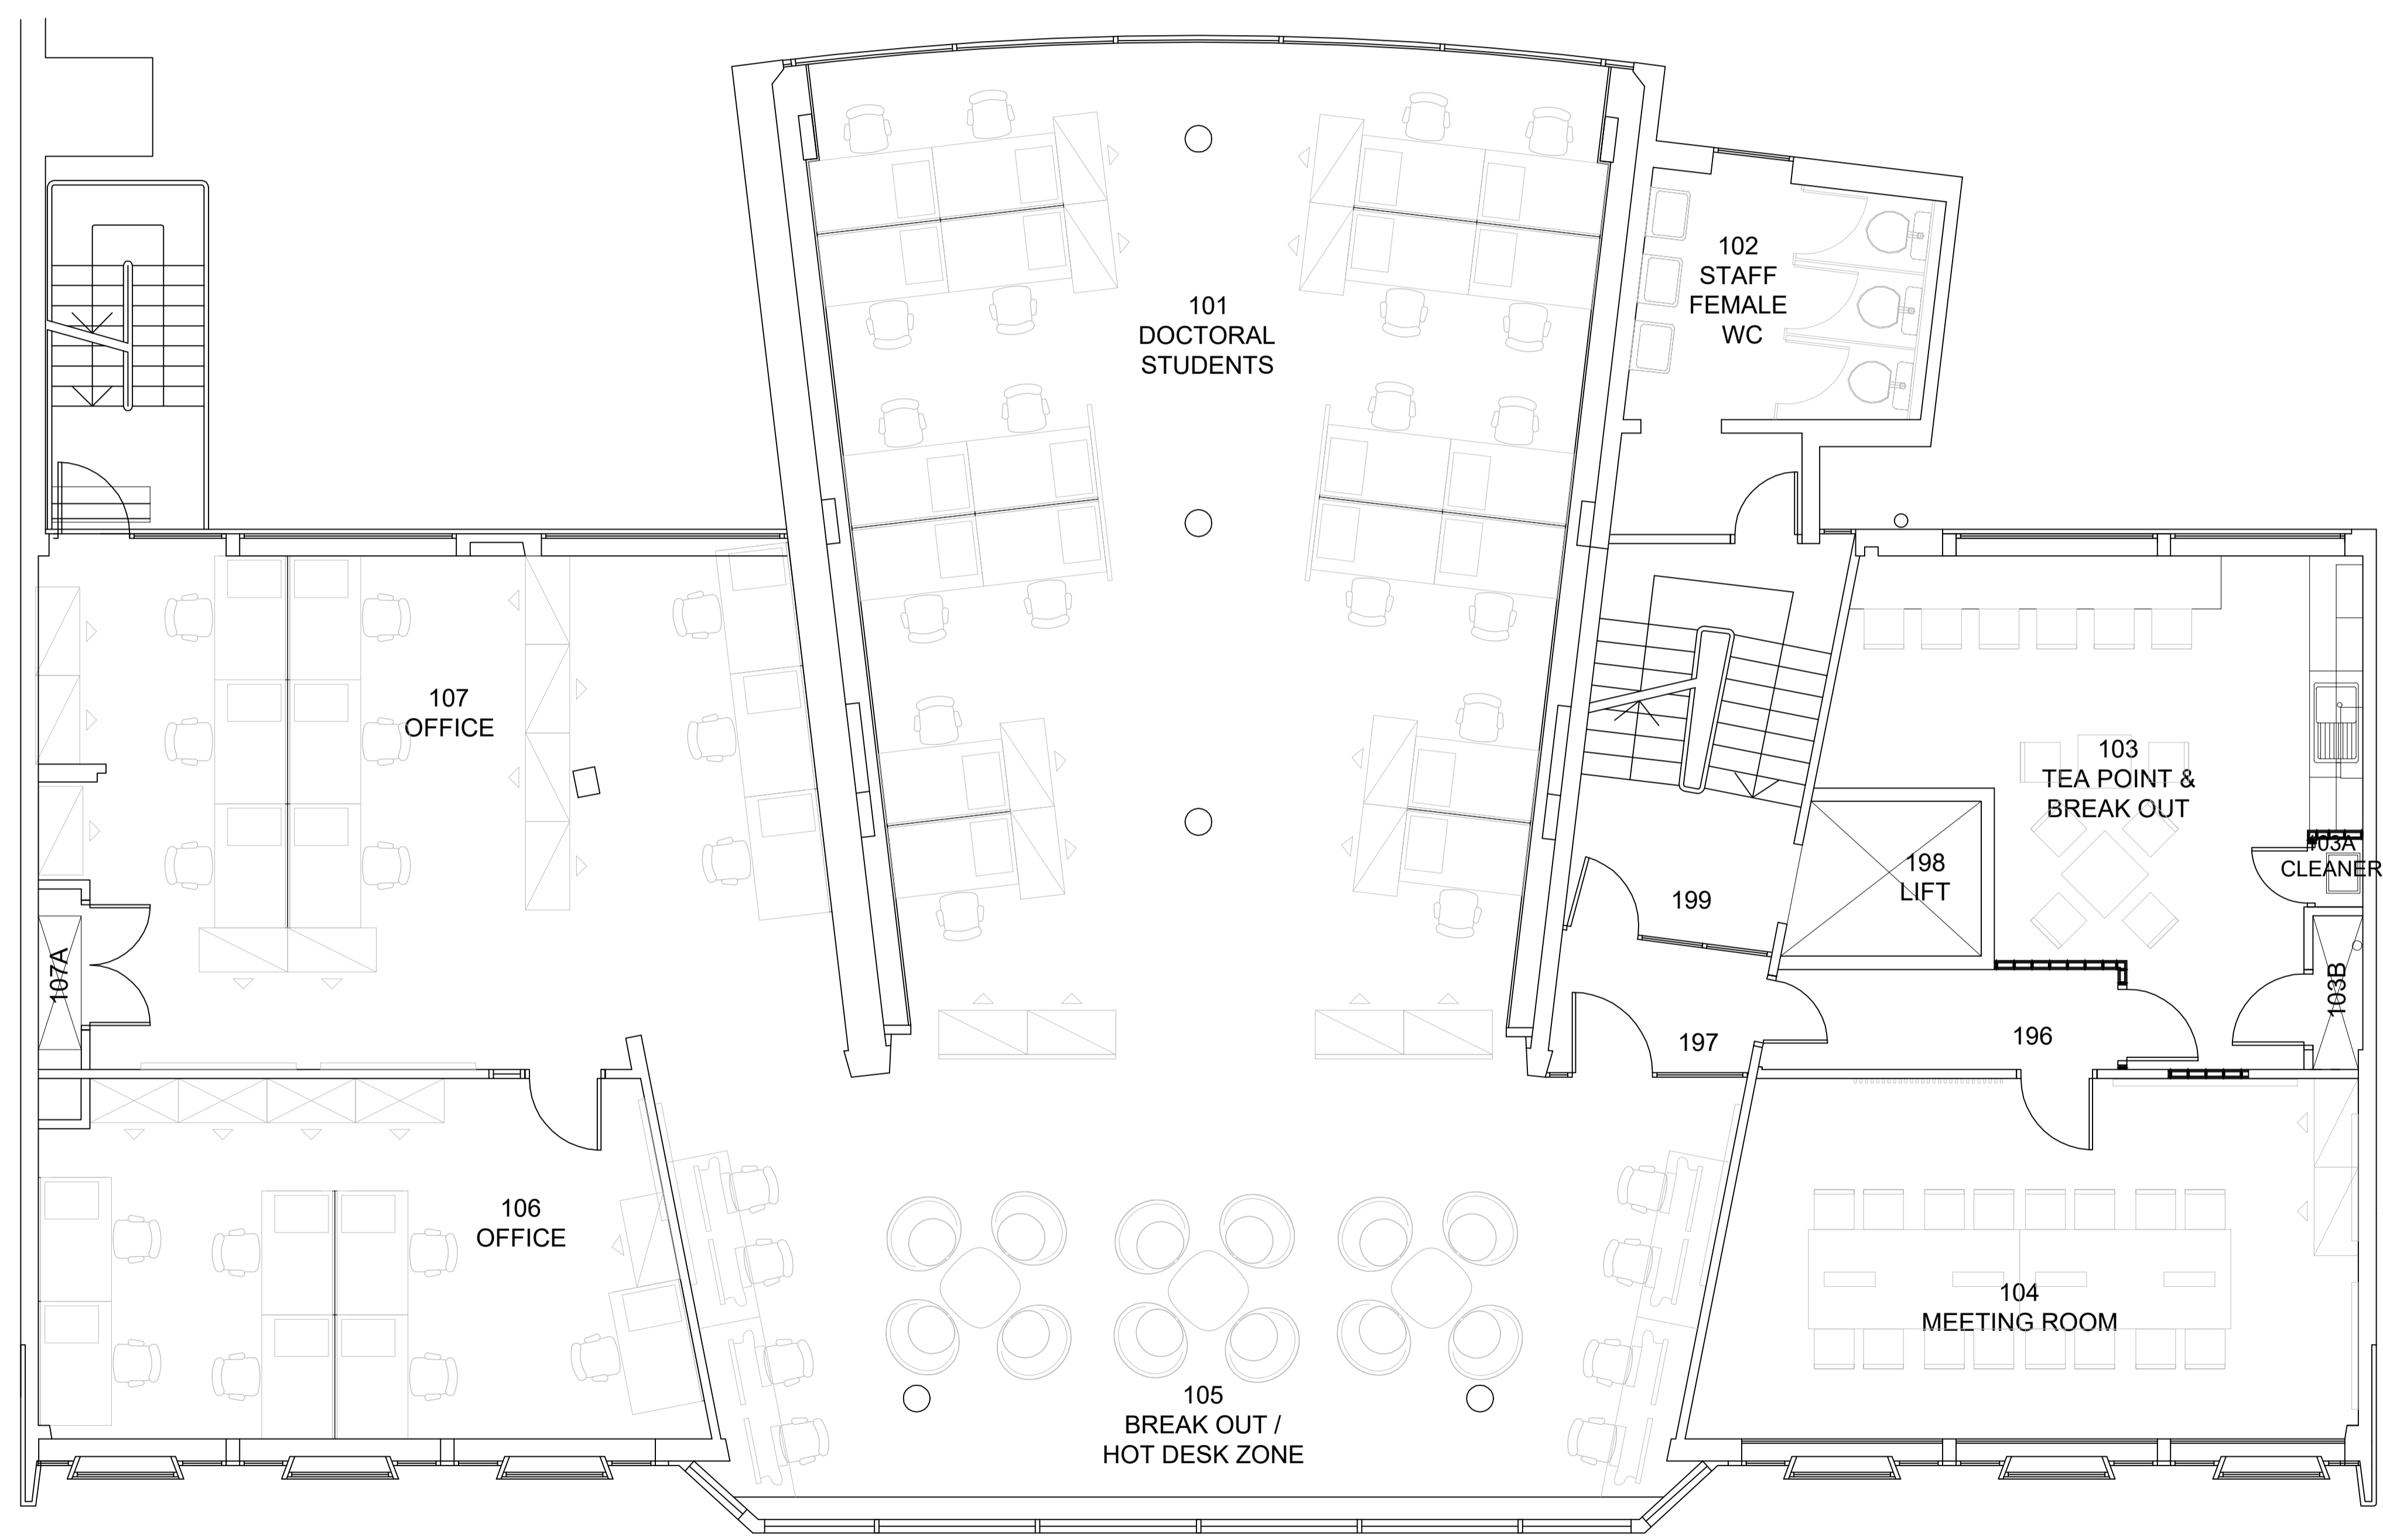 101
DOCTORAL
STUDENTS
102
STAFF
FEMALE
WC
107
OFFICE
103
TEA POINT &
BREAK OUT
103A
CLEANER
198
LIFT
199
107A
103B
197
196
106
OFFICE
104
MEETING ROOM
105
BREAK OUT /
HOT DESK ZONE